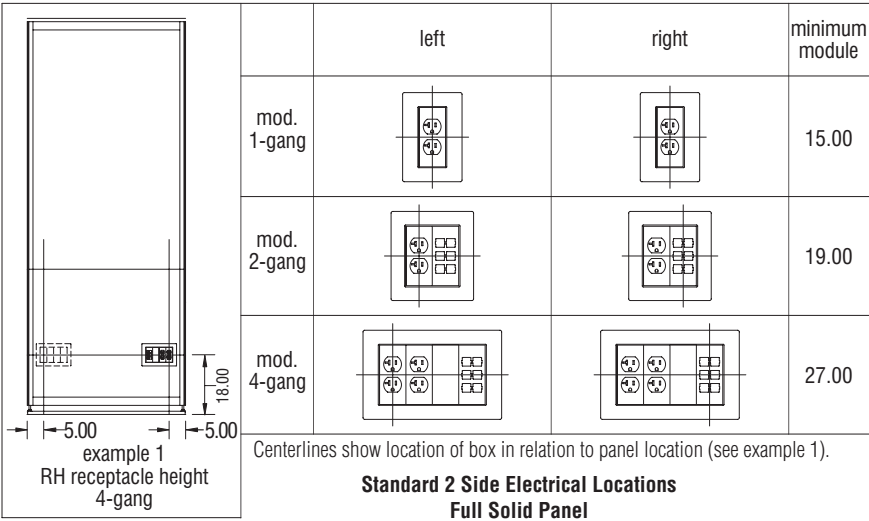 left
right
minimum
module
mod.
1-gang
15.00
mod.
2-gang
19.00
mod.
4-gang
27.00
18.00
5.00
5.00
example 1
RH receptacle height
4-gang
Centerlines show location of box in relation to panel location (see example 1).
Standard 2 Side Electrical Locations
Full Solid Panel